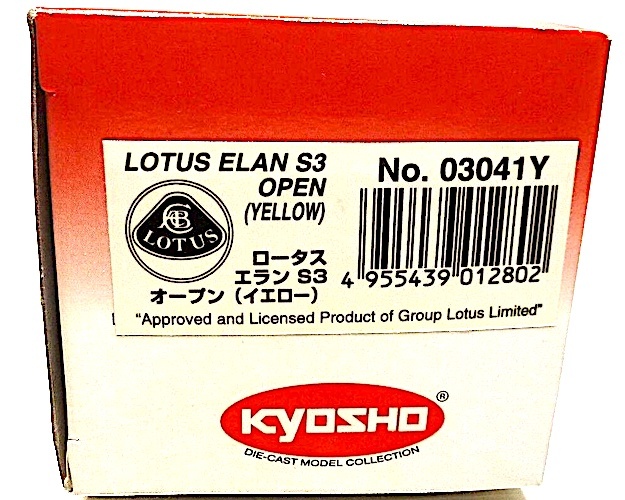 LOTUS ELAN S3
OPEN
(YELLOW)
No. 03041Y
ACBC
LOTUS
ロータス
エラン S3
オープン (イエロー)
4 955439 012802
"Approved and Licensed Product of Group Lotus Limited"
KYOSHO®
DIE-CAST MODEL COLLECTION